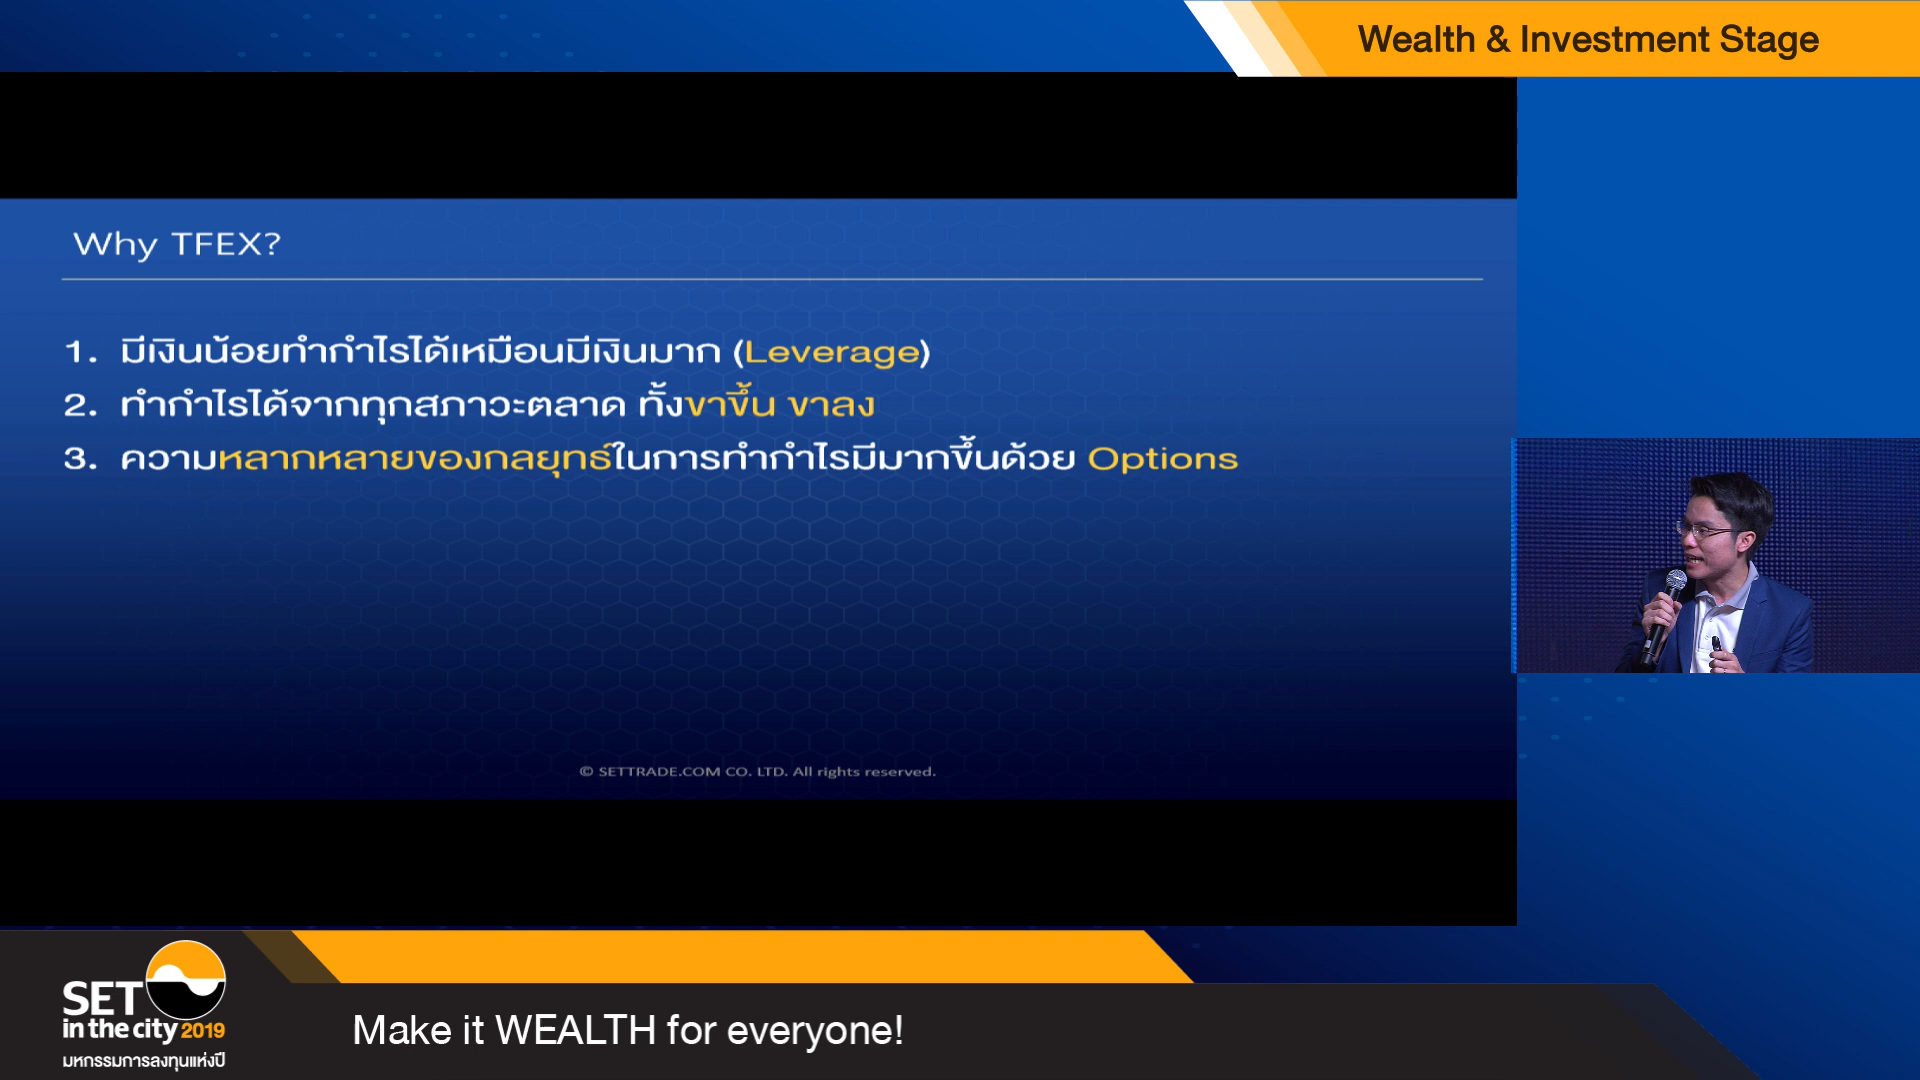 Wealth & Investment Stage
Why TFEX?
1. มีเงินน้อยทำกำไรได้เหมือนมีเงินมาก (Leverage)
2. ทำกำไรได้จากทุกสภาวะตลาด ทั้งขาขึ้น ขาลง
3. ความหลากหลายของกลยุทธ์ในการทำกำไรมีมากขึ้นด้วย Options
© SETTRADE.COM CO. LTD. All rights reserved.
SET
in the city 2019
มหกรรมการลงทุนแห่งปี
Make it WEALTH for everyone!